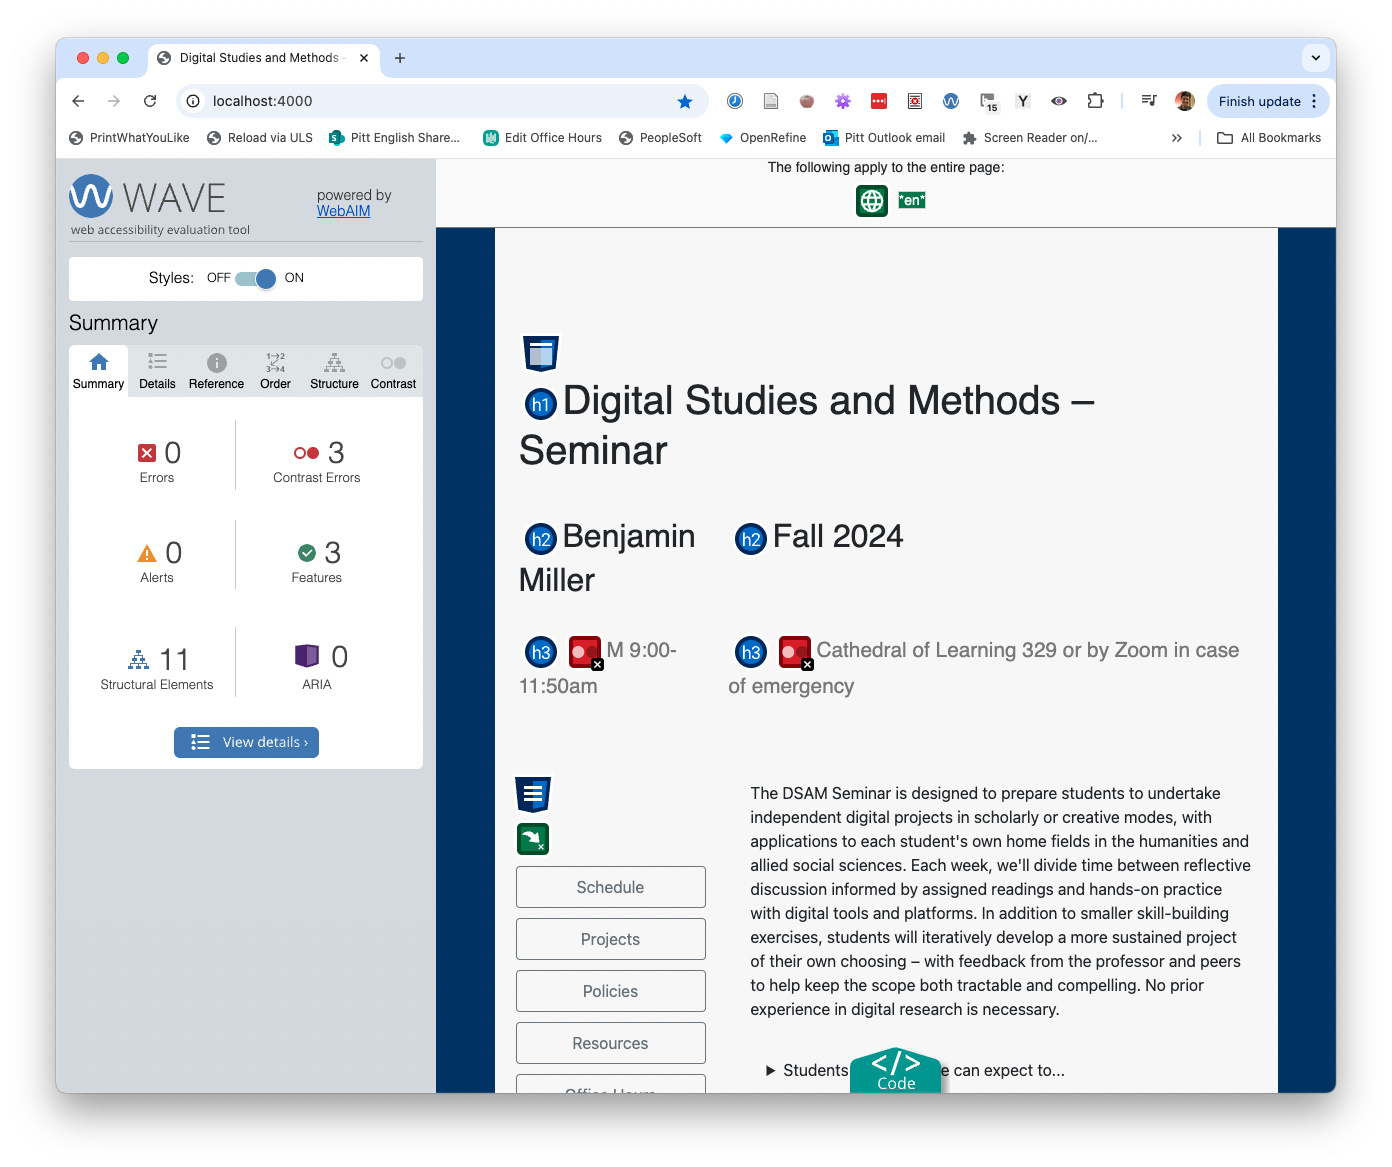 Digital Studies and Methods -
localhost:4000
15
Y
Finish update
PrintWhatYouLike
Reload via ULS
Pitt English Share...
Edit Office Hours
PeopleSoft
OpenRefine
Pitt Outlook email
Screen Reader on/...
»
All Bookmarks
WAVE
web accessibility evaluation tool
powered by
WebAIM
Styles: OFF ON
Summary
1→2
3→4
Summary Details Reference Order Structure Contrast
0
Errors
3
Contrast Errors
0
Alerts
3
Features
11
Structural Elements
0
ARIA
View details ›
The following apply to the entire page:
*en*
h1 Digital Studies and Methods –
Seminar
h2 Benjamin
Miller
h2 Fall 2024
h3 M 9:00-
11:50am
h3 Cathedral of Learning 329 or by Zoom in case
of emergency
Schedule
Projects
Policies
Resources
Office Hours
The DSAM Seminar is designed to prepare students to undertake
independent digital projects in scholarly or creative modes, with
applications to each student's own home fields in the humanities and
allied social sciences. Each week, we'll divide time between reflective
discussion informed by assigned readings and hands-on practice
with digital tools and platforms. In addition to smaller skill-building
exercises, students will iteratively develop a more sustained project
of their own choosing – with feedback from the professor and peers
to help keep the scope both tractable and compelling. No prior
experience in digital research is necessary.
Students
e can expect to...
</>
Code